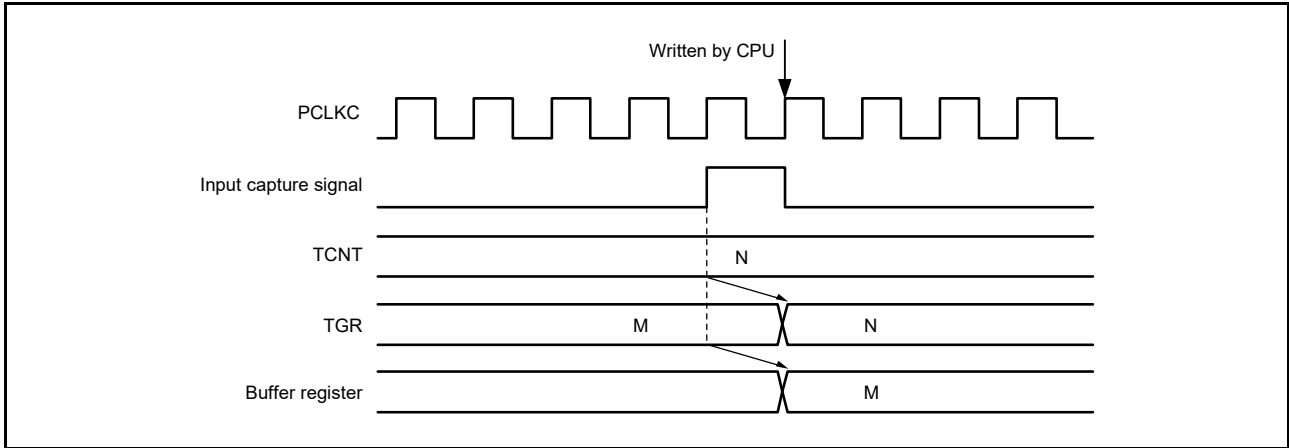 Written by CPU
PCLKC
Input capture signal
TCNT
N
TGR
M
N
Buffer register
M